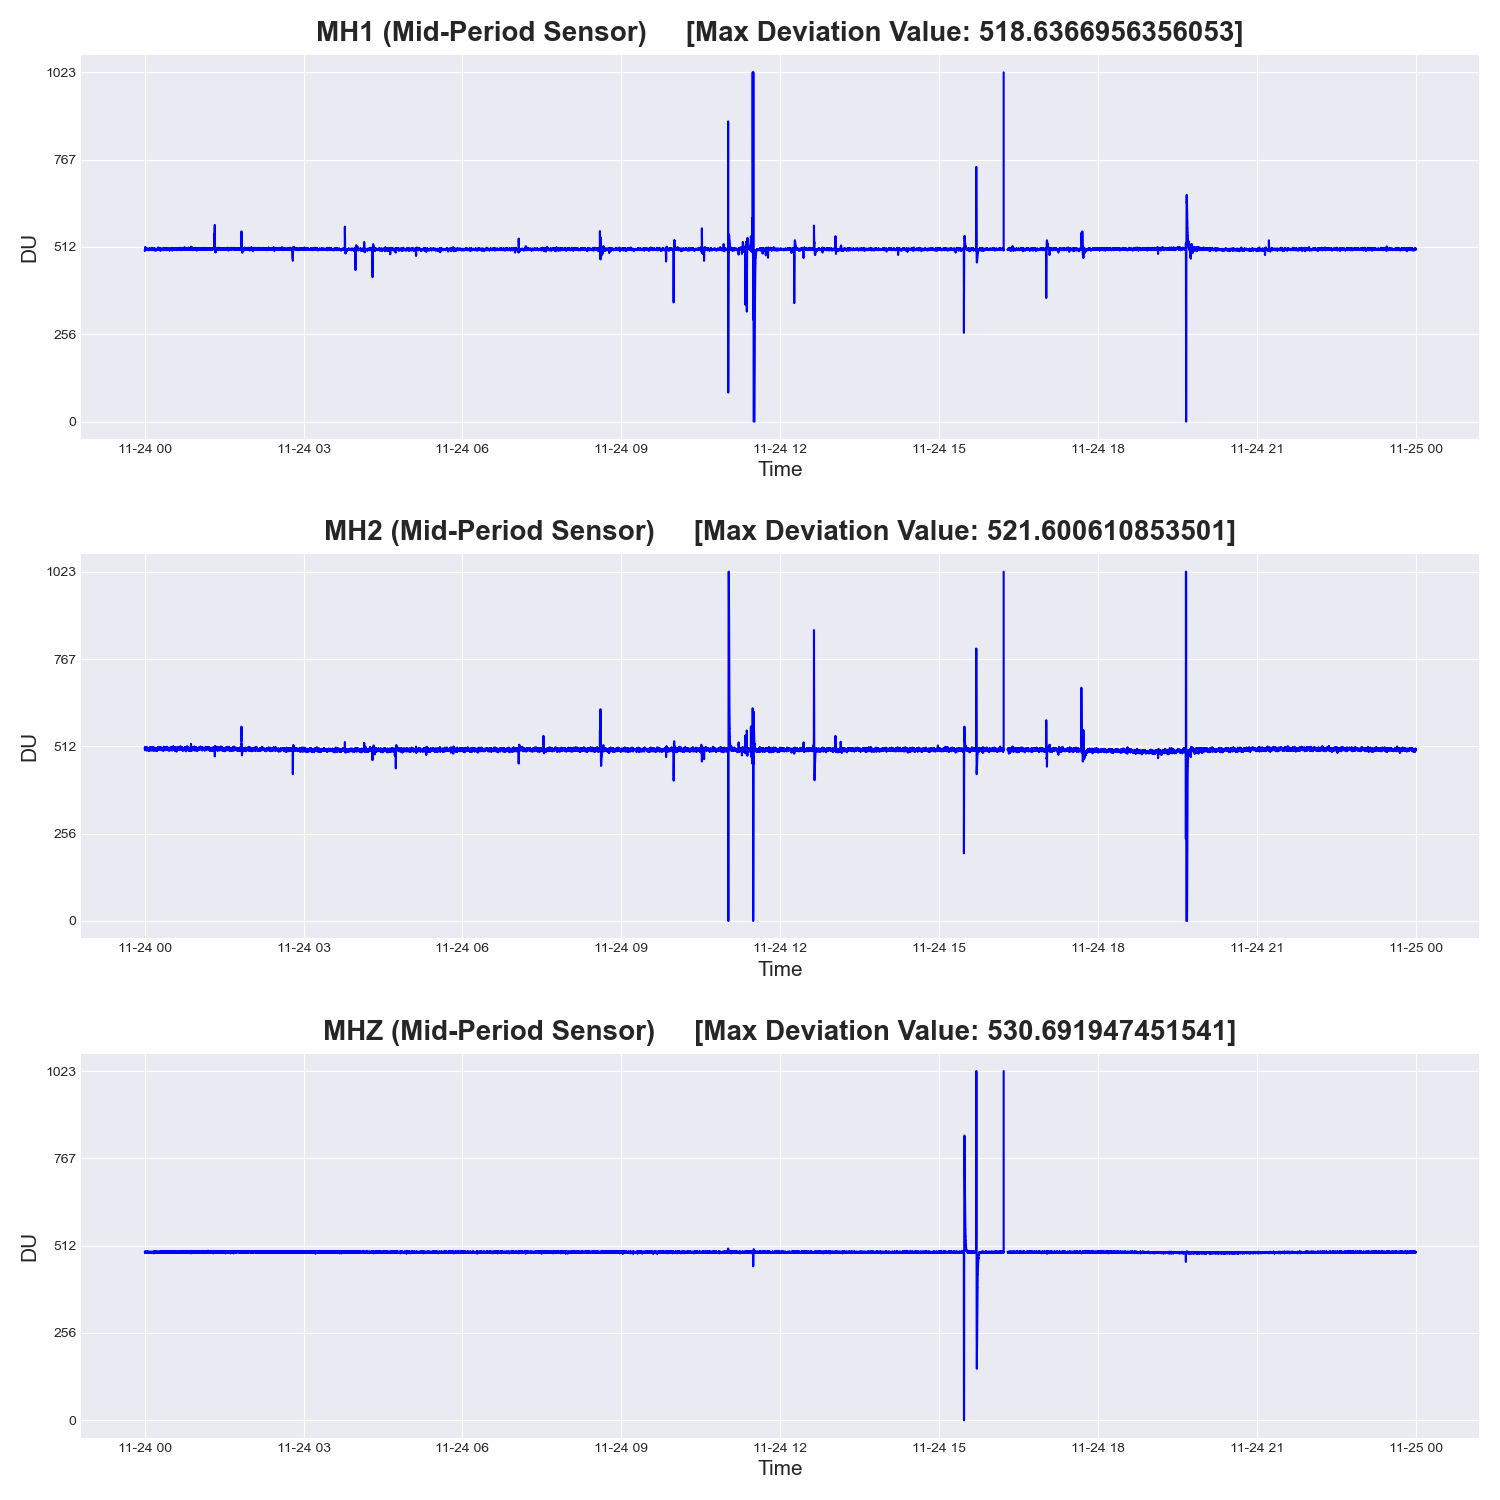 MH1 (Mid-Period Sensor) [Max Deviation Value: 518.6366956356053]
1023
767
512
256
0
DU
11-24 00 11-24 03 11-24 06 11-24 09 11-24 12 11-24 15 11-24 18 11-24 21 11-25 00
Time
MH2 (Mid-Period Sensor) [Max Deviation Value: 521.600610853501]
1023
767
512
256
0
DU
11-24 00 11-24 03 11-24 06 11-24 09 11-24 12 11-24 15 11-24 18 11-24 21 11-25 00
Time
MHZ (Mid-Period Sensor) [Max Deviation Value: 530.691947451541]
1023
767
512
256
0
DU
11-24 00 11-24 03 11-24 06 11-24 09 11-24 12 11-24 15 11-24 18 11-24 21 11-25 00
Time